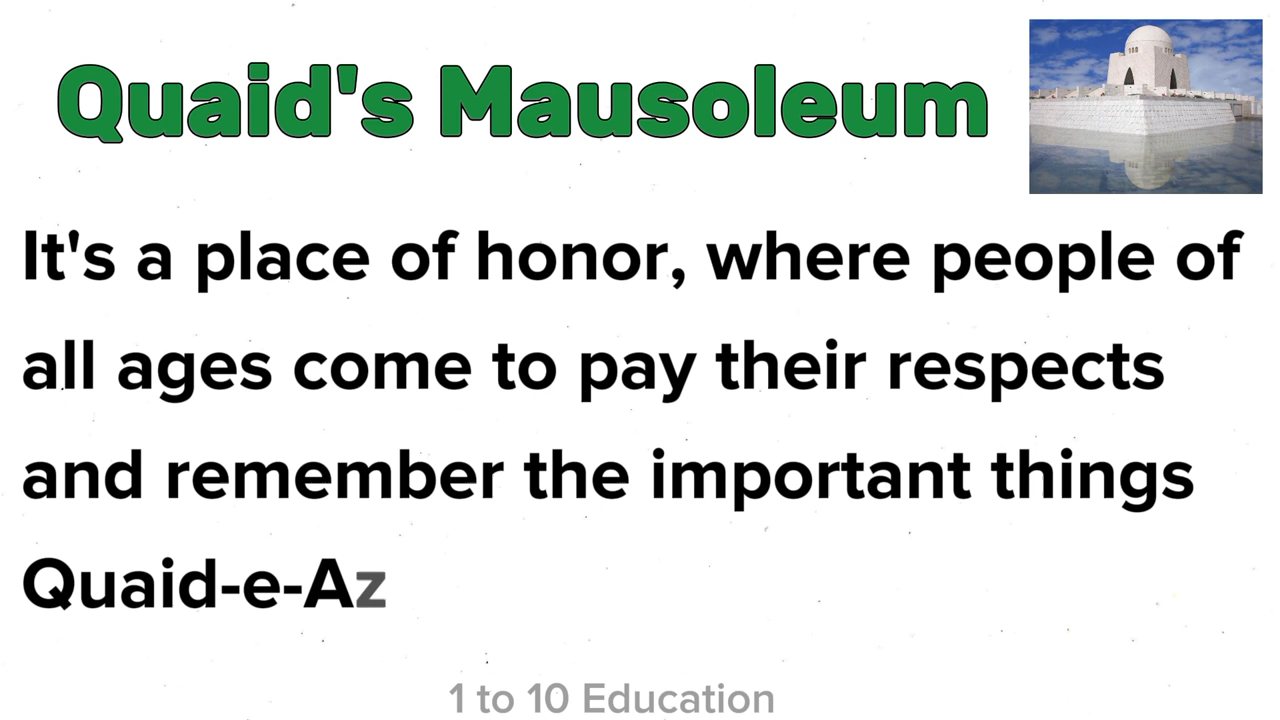 Quaid's Mausoleum
It's a place of honor, where people of
all ages come to pay their respects
and remember the important things
Quaid-e-Az
1 to 10 Education